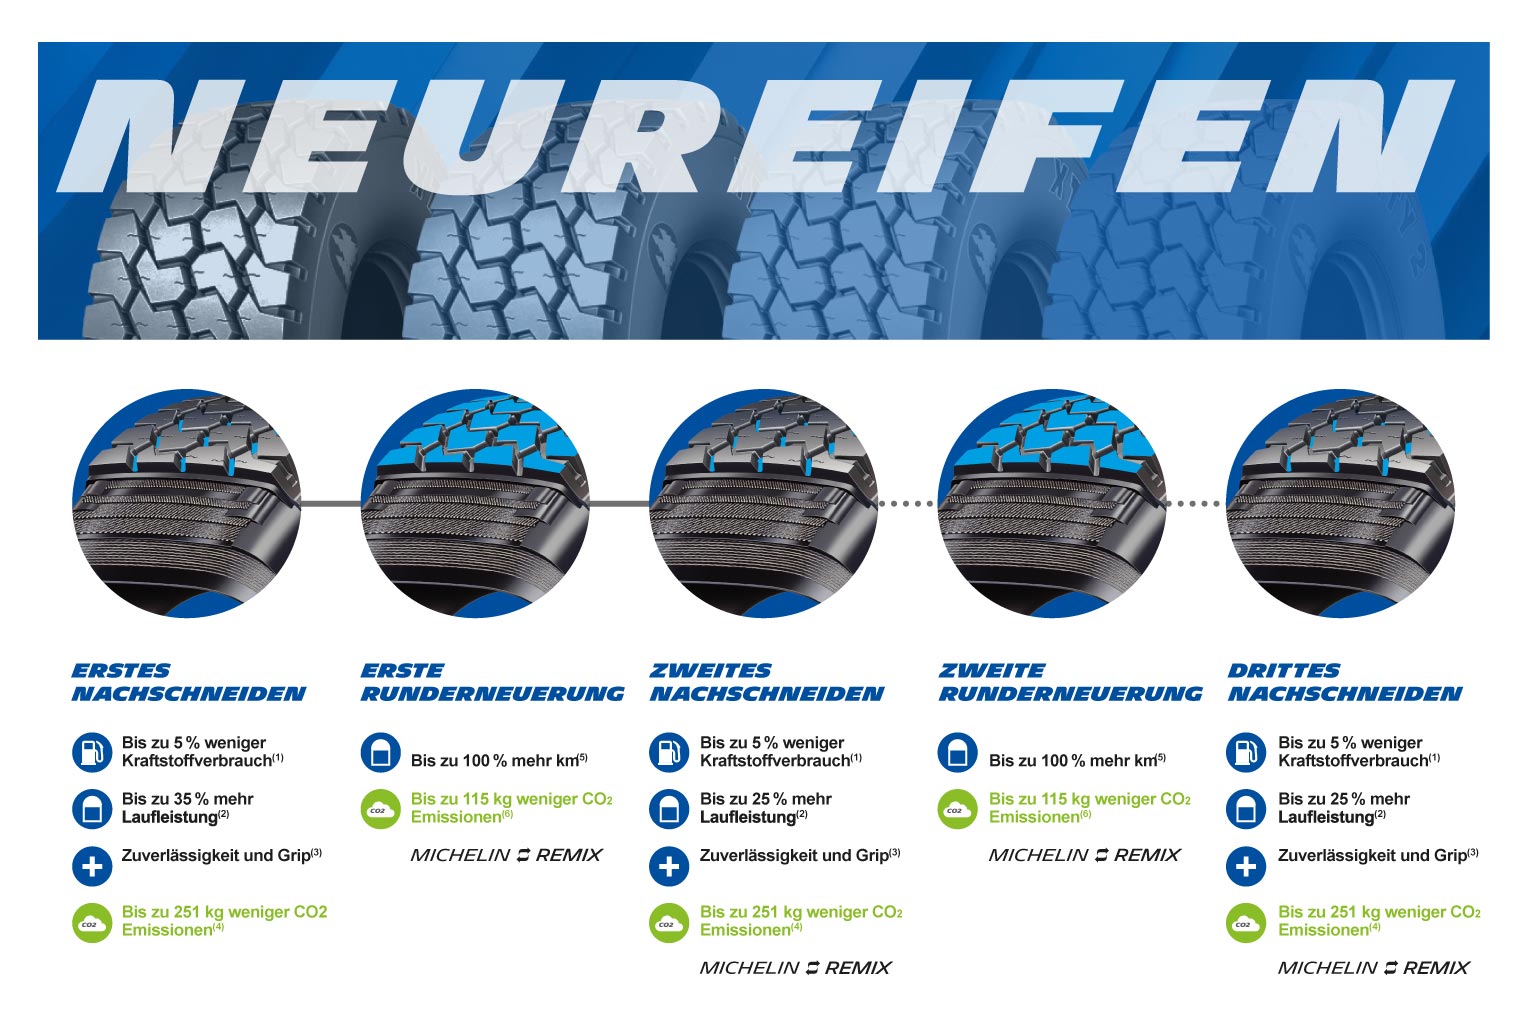 NEUREIFEN
ERSTES
NACHSCHNEIDEN
Bis zu 5 % weniger
Kraftstoffverbrauch(1)
Bis zu 35 % mehr
Laufleistung(2)
Zuverlässigkeit und Grip(3)
CO2
Bis zu 251 kg weniger CO2
Emissionen(4)
ERSTE
RUNDERNEUERUNG
Bis zu 100 % mehr km(5)
CO2
Bis zu 115 kg weniger CO2
Emissionen(6)
MICHELIN REMIX
ZWEITES
NACHSCHNEIDEN
Bis zu 5 % weniger
Kraftstoffverbrauch(1)
Bis zu 25 % mehr
Laufleistung(2)
Zuverlässigkeit und Grip(3)
CO2
Bis zu 251 kg weniger CO2
Emissionen(4)
MICHELIN REMIX
ZWEITE
RUNDERNEUERUNG
Bis zu 100 % mehr km(5)
CO2
Bis zu 115 kg weniger CO2
Emissionen(6)
MICHELIN REMIX
DRITTES
NACHSCHNEIDEN
Bis zu 5 % weniger
Kraftstoffverbrauch(1)
Bis zu 25 % mehr
Laufleistung(2)
Zuverlässigkeit und Grip(3)
CO2
Bis zu 251 kg weniger CO2
Emissionen(4)
MICHELIN REMIX